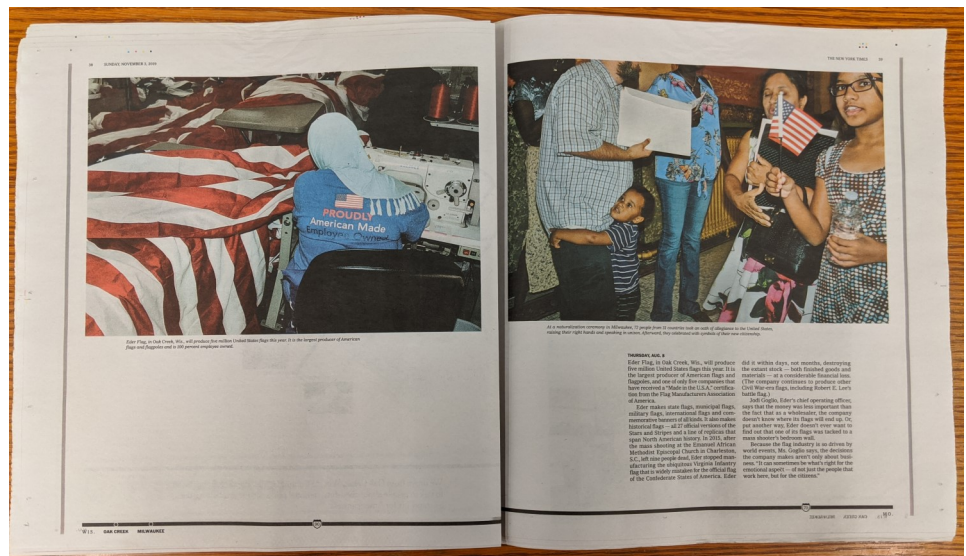 SUNDAY, NOVEMBER 4, 2018
PROUDLY
American Made
Employee Owned
Eder Flag, in Oak Creek, Wis., will produce five million United States flags this year. It is the largest producer of American
flags and flagpoles and is 100 percent employee owned.
WIS. OAK CREEK MILWAUKEE
THE NEW YORK TIMES
At a naturalization ceremony in Milwaukee, 72 people from 31 countries took an oath of allegiance to the United States,
raising their right hands and speaking in unison. Afterward, they celebrated with symbols of their new citizenship.
THURSDAY, AUG. 9
Eder Flag, in Oak Creek, Wis., will produce
five million United States flags this year. It is
the largest producer of American flags and
flagpoles, and one of only five companies that
have received a "Made in the U.S.A." certifica-
tion from the Flag Manufacturers Association
of America.
Eder makes state flags, municipal flags,
military flags, international flags and com-
memorative banners of all kinds. It also makes
historical flags — all 27 official versions of the
Stars and Stripes and a line of replicas that
span North American history. In 2015, after
the mass shooting at the Emanuel African
Methodist Episcopal Church in Charleston,
S.C., left nine people dead, Eder stopped man-
ufacturing the ubiquitous Virginia Infantry
flag that is widely mistaken for the official flag
of the Confederate States of America. Eder
did it within days, not months, destroying
the extant stock — both finished goods and
materials — at a considerable financial loss.
(The company continues to produce other
Civil War-era flags, including Robert E. Lee's
battle flag.)
Jodi Goglio, Eder's chief operating officer,
says that the money was less important than
the fact that as a wholesaler, the company
doesn't know where its flags will end up. Or,
put another way, Eder doesn't ever want to
find out that one of its flags was tacked to a
mass shooter's bedroom wall.
Because the flag industry is so driven by
world events, Ms. Goglio says, the decisions
the company makes aren't only about busi-
ness. "It can sometimes be what's right for the
emotional aspect — of not just the people that
work here, but for the citizens."